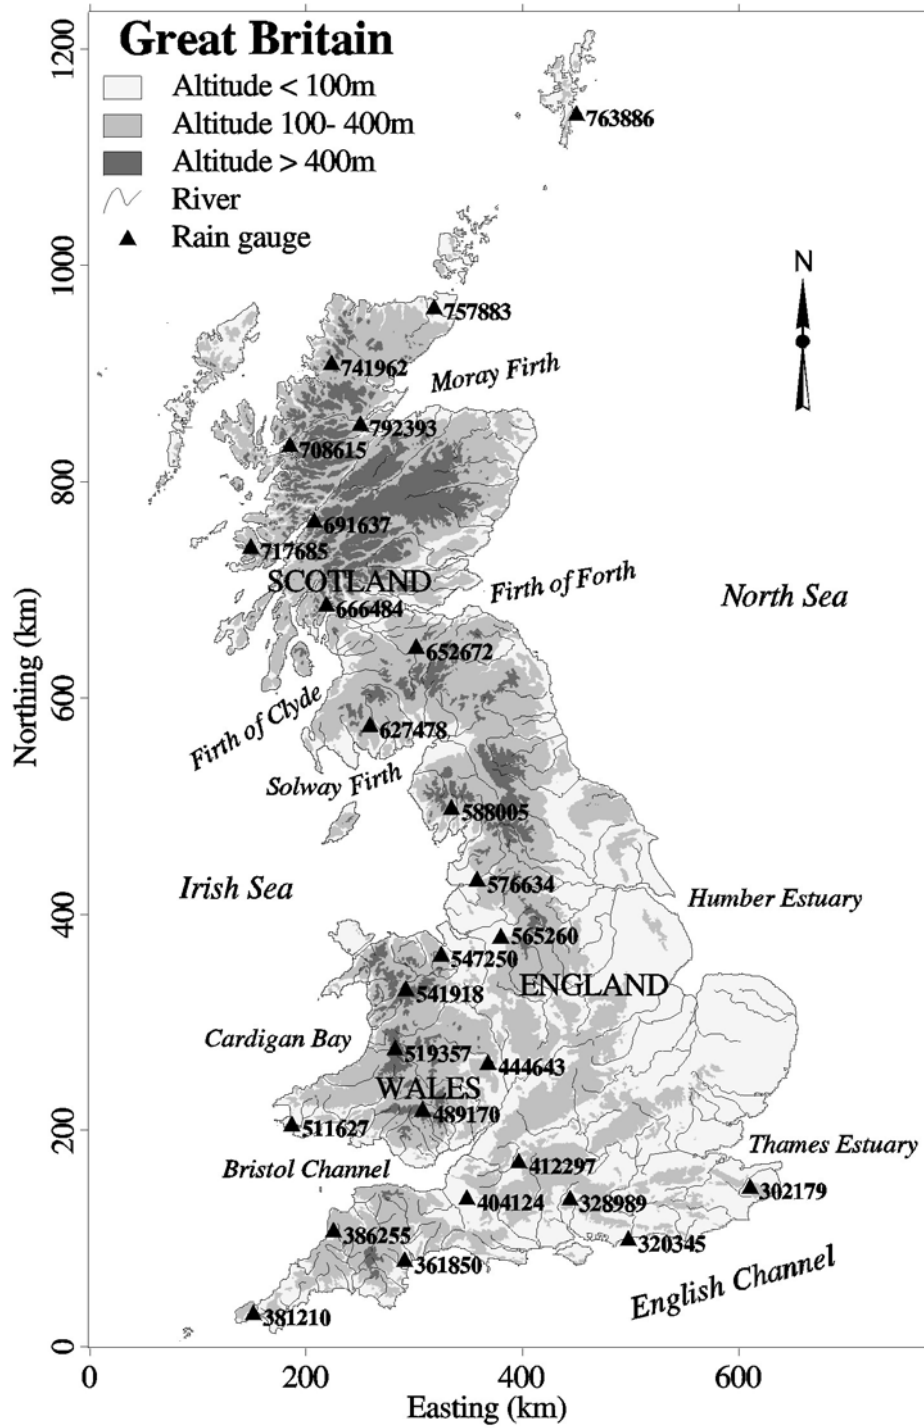 Great Britain
Altitude < 100m
Altitude 100- 400m
Altitude > 400m
River
Rain gauge
763886
N
757883
741962
Moray Firth
792393
708615
691637
717685
SCOTLAND
Firth of Forth
North Sea
666484
652672
Firth of Clyde
627478
Solway Firth
588005
576634
Irish Sea
Humber Estuary
565260
547250
ENGLAND
541918
Cardigan Bay
519357
444643
WALES
489170
511627
Thames Estuary
Bristol Channel
412297
302179
404124
328989
386255
320345
361850
English Channel
381210
1200
1000
800
600
400
200
0
Northing (km)
0
200
400
600
Easting (km)